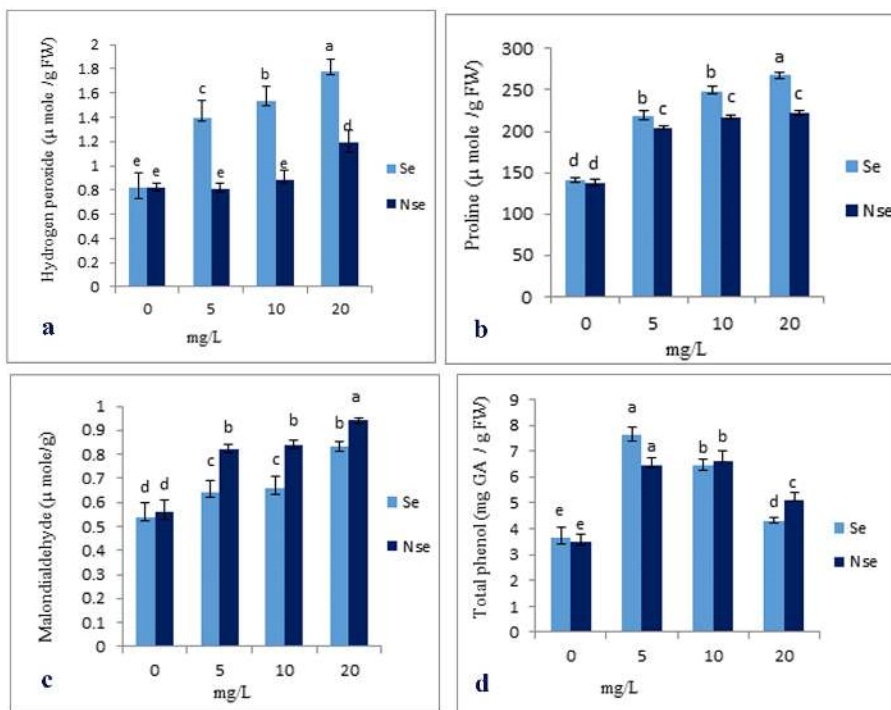 Hydrogen peroxide (μ mole /g FW)
2
1.8
1.6
1.4
1.2
1
0.8
0.6
0.4
0.2
0
e e c e b e a d
0 5 10 20
mg/L
Se
Nse
a
Proline (μ mole /g FW)
300
250
200
150
100
50
0
d d b c b c a c
0 5 10 20
mg/L
Se
Nse
b
Malondialdehyde (μ mole/g)
1
0.9
0.8
0.7
0.6
0.5
0.4
0.3
0.2
0.1
0
d d c b c b b a
0 5 10 20
mg/L
Se
Nse
c
Total phenol (mg GA / g FW)
9
8
7
6
5
4
3
2
1
0
e e a a b b d c
0 5 10 20
mg/L
Se
Nse
d